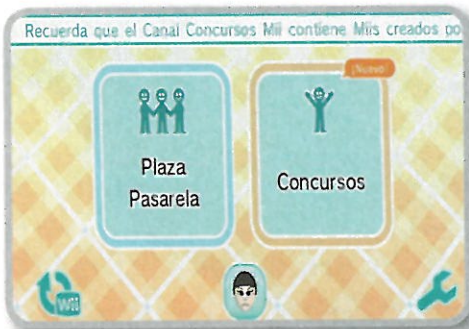 Recuerda que el Canal Concursos Mii contiene Miis creados po
¡Nuevo!
Plaza
Pasarela
Concursos
Wii